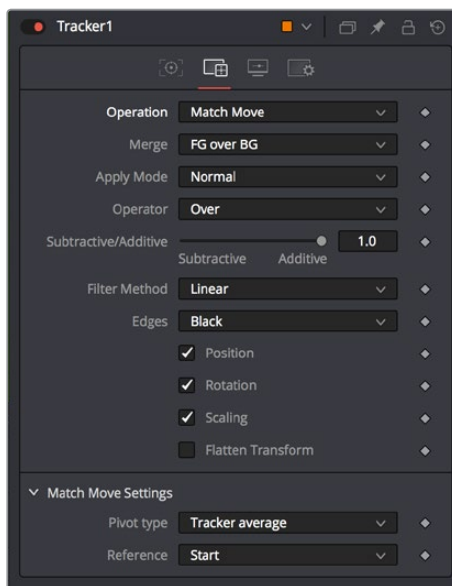 Tracker1
Operation Match Move
Merge FG over BG
Apply Mode Normal
Operator Over
Subtractive/Additive 1.0
Subtractive Additive
Filter Method Linear
Edges Black
Position
Rotation
Scaling
Flatten Transform
Match Move Settings
Pivot type Tracker average
Reference Start